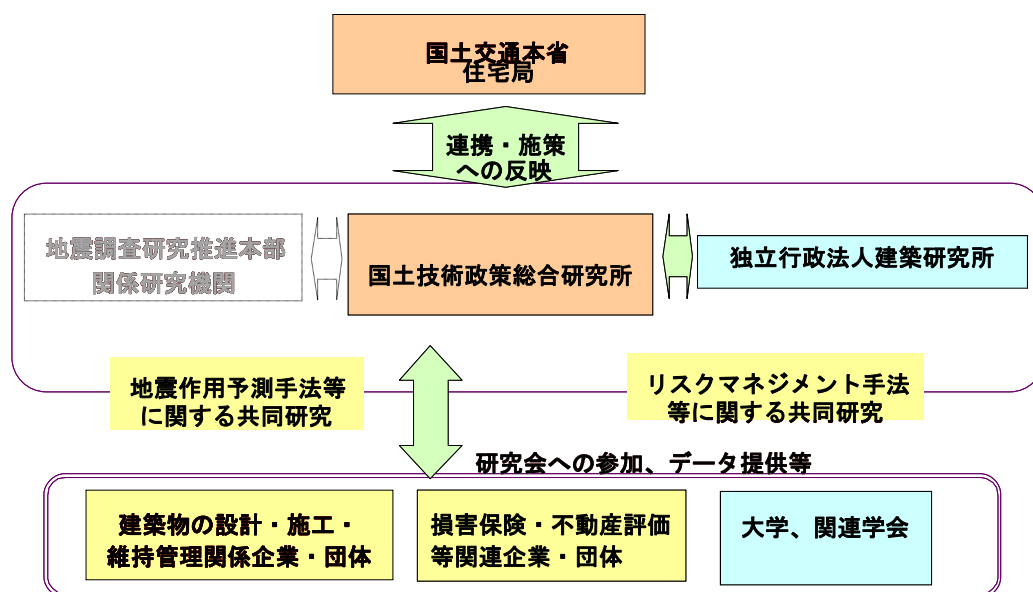 国土交通本省
住宅局
連携・施策
への反映
地震調査研究推進本部
関係研究機関
国土技術政策総合研究所
独立行政法人建築研究所
地震作用予測手法等
に関する共同研究
リスクマネジメント手法
等に関する共同研究
研究会への参加、データ提供等
建築物の設計・施工・
維持管理関係企業・団体
損害保険・不動産評価
等関連企業・団体
大学、関連学会